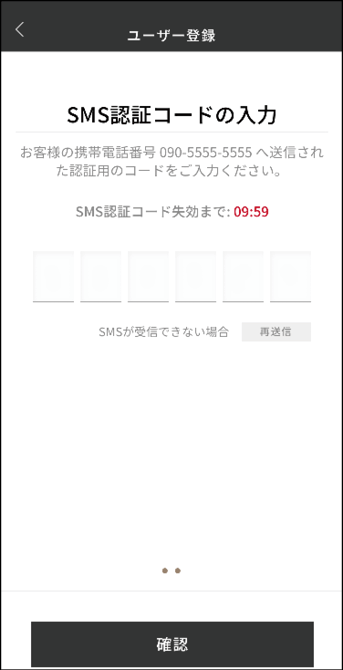 ユーザー登録
SMS認証コードの入力
お客様の携帯電話番号 090-5555-5555 へ送信され
た認証用のコードをご入力ください。
SMS認証コード失効まで: 09:59
SMSが受信できない場合 再送信
確認